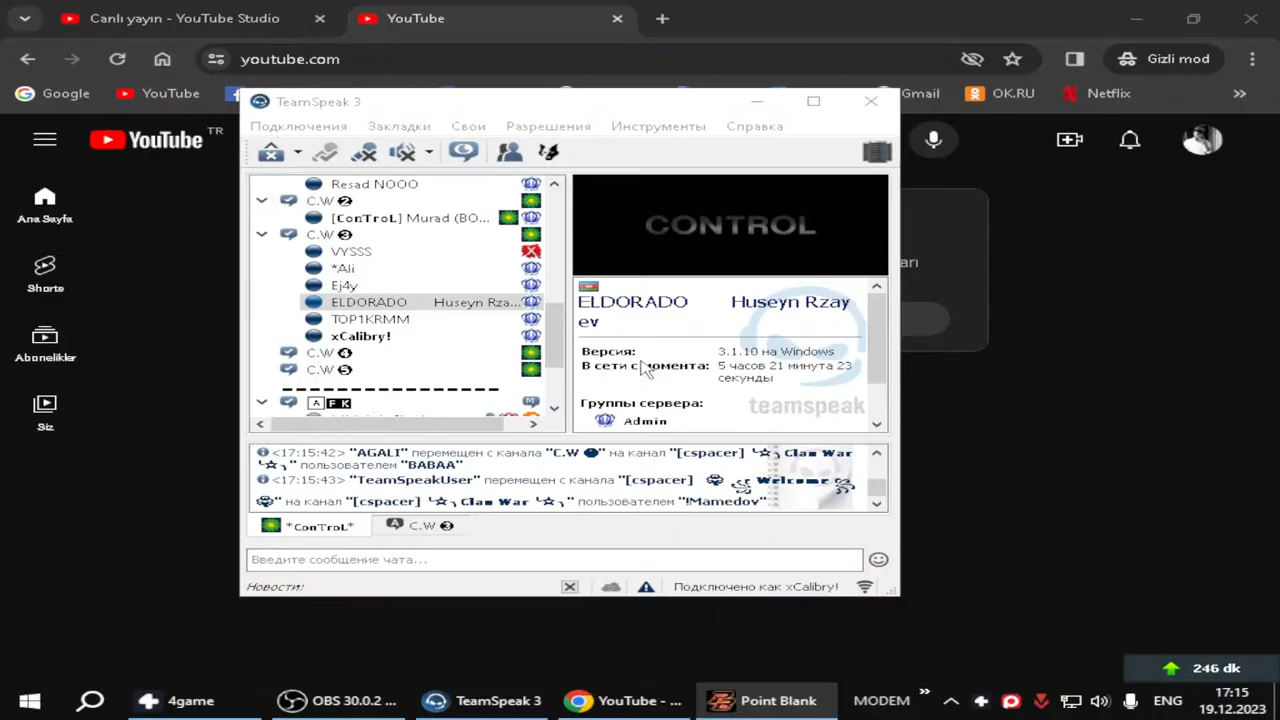 Canlı yayın - YouTube Studio
YouTube
youtube.com
Gizli mod
Google
YouTube
Gmail
OK.RU
Netflix
YouTube TR
Ana Sayfa
Shorts
Abonelikler
Siz
TeamSpeak 3
Подключения Закладки Свои Разрешения Инструменты Справка
Resad NOOO
C.W ❷
[ConTroL] Murad (BO...
C.W ❸
VYSSS
*Ali
Ej4y
ELDORADO Huseyn Rza...
TOP1KRMM
xCalibry!
C.W ❹
C.W ❺
A F K
CONTROL
ELDORADO Huseyn Rzay
ev
Версия: 3.1.10 на Windows
В сети с момента: 5 часов 21 минута 23
секунды
Группы сервера:
Admin
teamspeak
<17:15:42> "AGALI" перемещен с канала "C.W" на канал "[cspacer] Clan War
" пользователем "BABAA"
<17:15:43> "TeamSpeakUser" перемещен с канала "[cspacer] Welcome
" на канал "[cspacer] Clan War" пользователем "!Mamedov"
*ConTroL*
C.W ❸
Введите сообщение чата...
Новости:
Подключено как xCalibry!
ari
246 dk
4game
OBS 30.0.2 ...
TeamSpeak 3
YouTube - ...
Point Blank
MODEM
ENG
17:15
19.12.2023